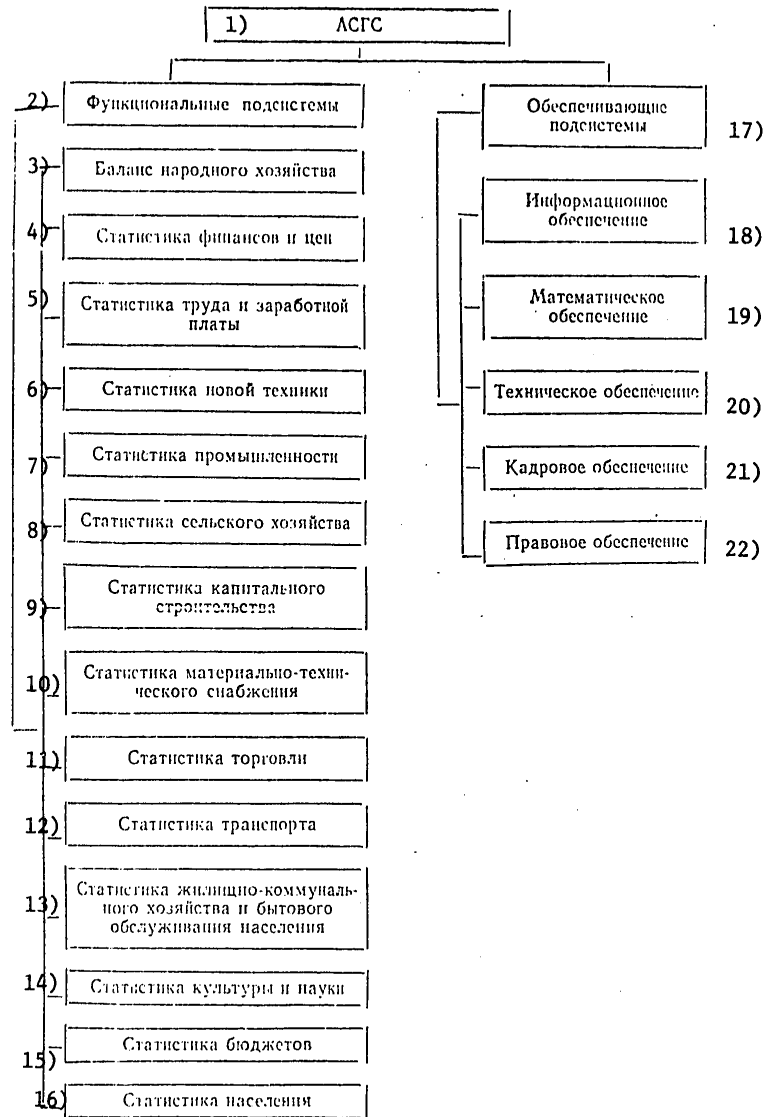 1) АСГС
2) Функциональные подсистемы
3) Баланс народного хозяйства
4) Статистика финансов и цен
5) Статистика труда и заработной
платы
6) Статистика новой техники
7) Статистика промышленности
8) Статистика сельского хозяйства
9) Статистика капитального
строительства
10) Статистика материально-техни-
ческого снабжения
11) Статистика торговли
12) Статистика транспорта
13) Статистика жилищно-коммуналь-
ного хозяйства и бытового
обслуживания населения
14) Статистика культуры и науки
15) Статистика бюджетов
16) Статистика населения
Обеспечивающие
подсистемы 17)
Информационное
обеспечение 18)
Математическое
обеспечение 19)
Техническое обеспечение 20)
Кадровое обеспечение 21)
Правовое обеспечение 22)